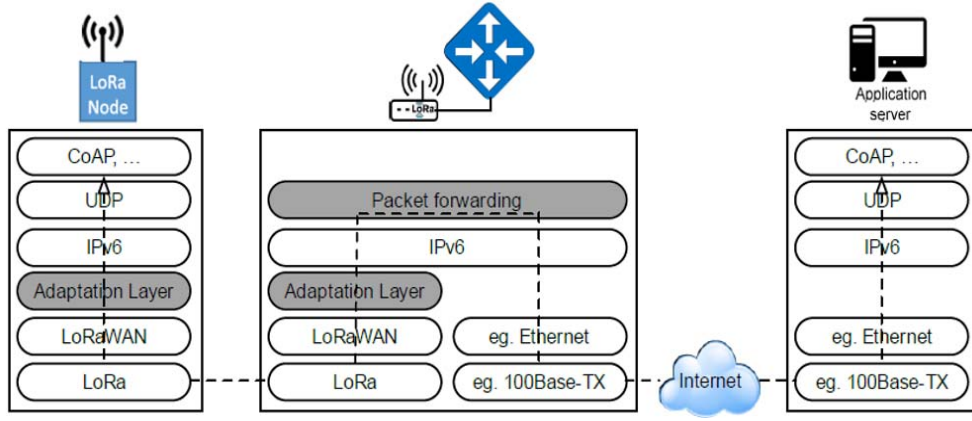 LoRa
Node
- - LoRa
Application
server
CoAP, ...
UDP
IPv6
Adaptation Layer
LoRaWAN
LoRa
Packet forwarding
IPv6
Adaptation Layer
LoRaWAN
eg. Ethernet
LoRa
eg. 100Base-TX
Internet
CoAP, ...
UDP
IPv6
eg. Ethernet
eg. 100Base-TX